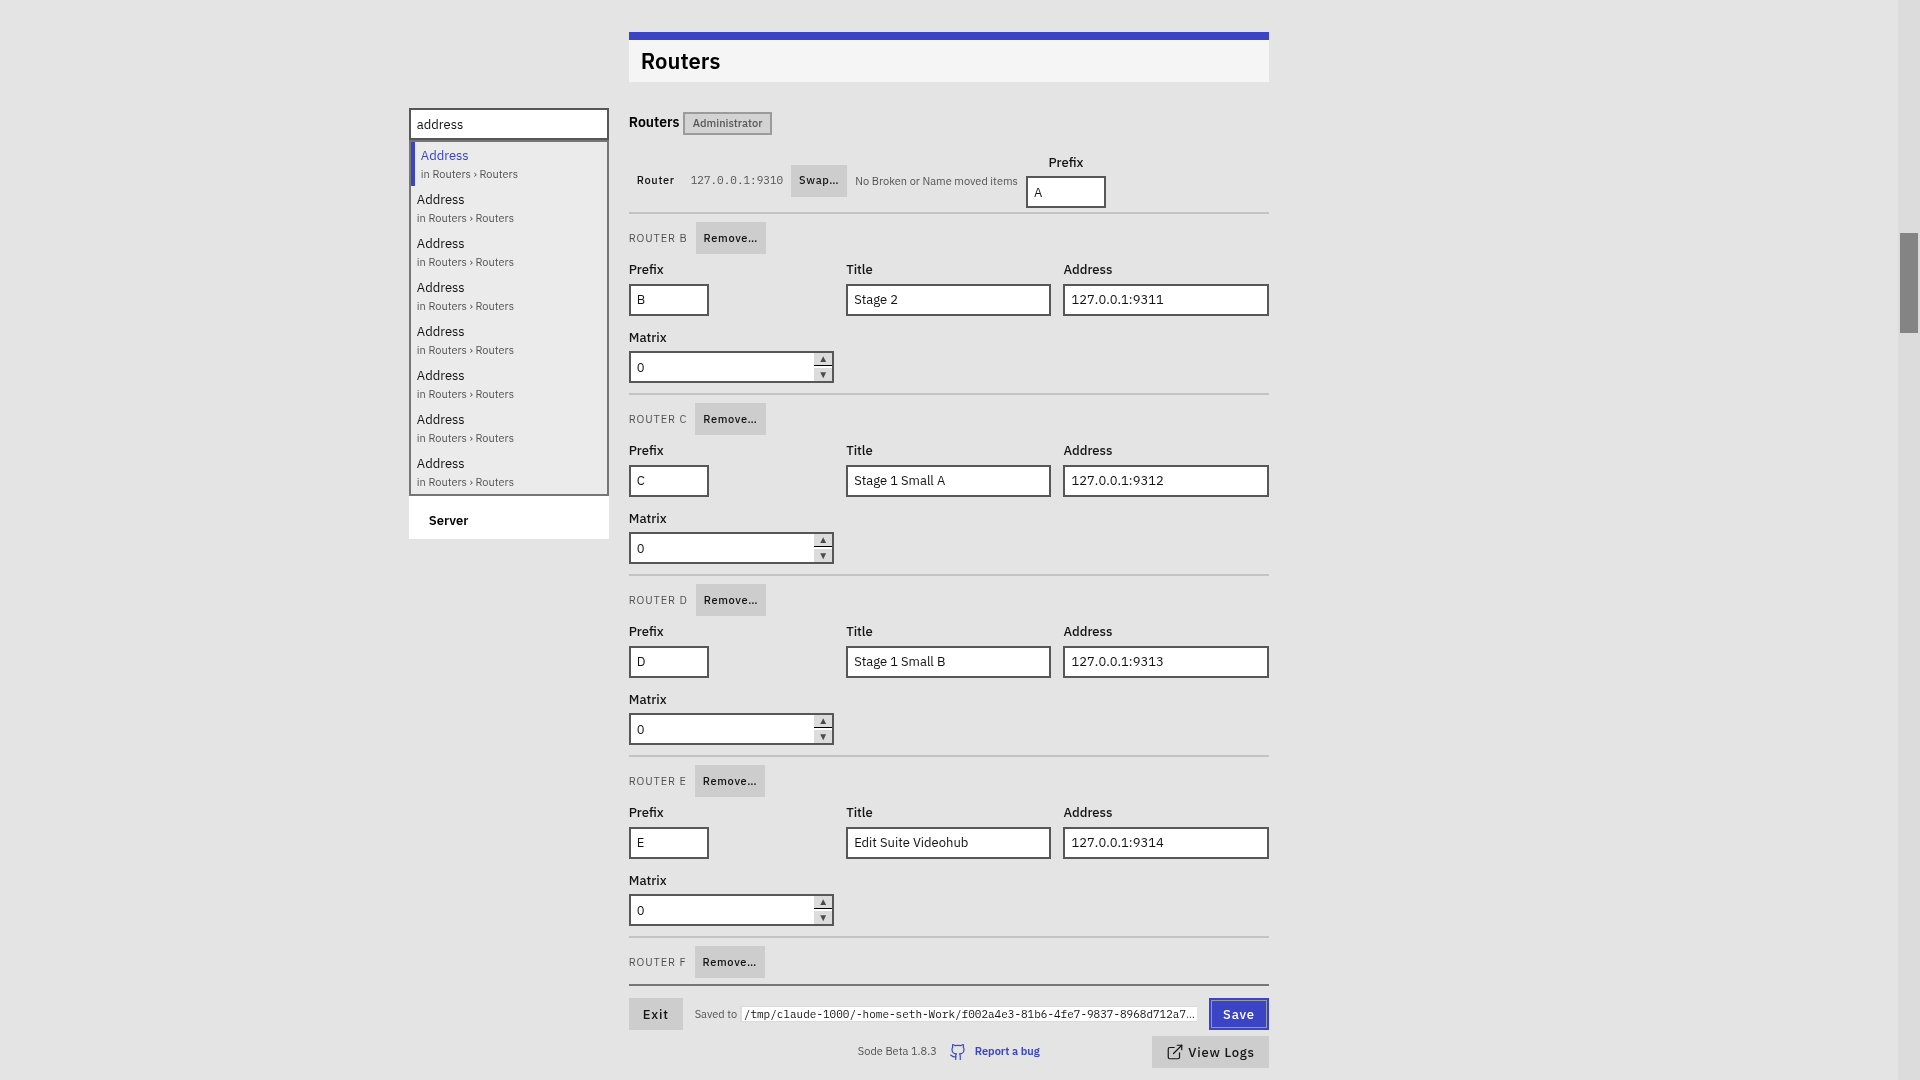 Routers
address
Address
in Routers › Routers
Address
in Routers › Routers
Address
in Routers › Routers
Address
in Routers › Routers
Address
in Routers › Routers
Address
in Routers › Routers
Address
in Routers › Routers
Address
in Routers › Routers
Server
Routers Administrator
Prefix
Router 127.0.0.1:9310 Swap... No Broken or Name moved items A
ROUTER B Remove...
Prefix Title Address
B Stage 2 127.0.0.1:9311
Matrix
0
ROUTER C Remove...
Prefix Title Address
C Stage 1 Small A 127.0.0.1:9312
Matrix
0
ROUTER D Remove...
Prefix Title Address
D Stage 1 Small B 127.0.0.1:9313
Matrix
0
ROUTER E Remove...
Prefix Title Address
E Edit Suite Videohub 127.0.0.1:9314
Matrix
0
ROUTER F Remove...
Exit Saved to /tmp/claude-1000/-home-seth-Work/f002a4e3-81b6-4fe7-9837-8968d712a7... Save
Sode Beta 1.8.3 Report a bug View Logs